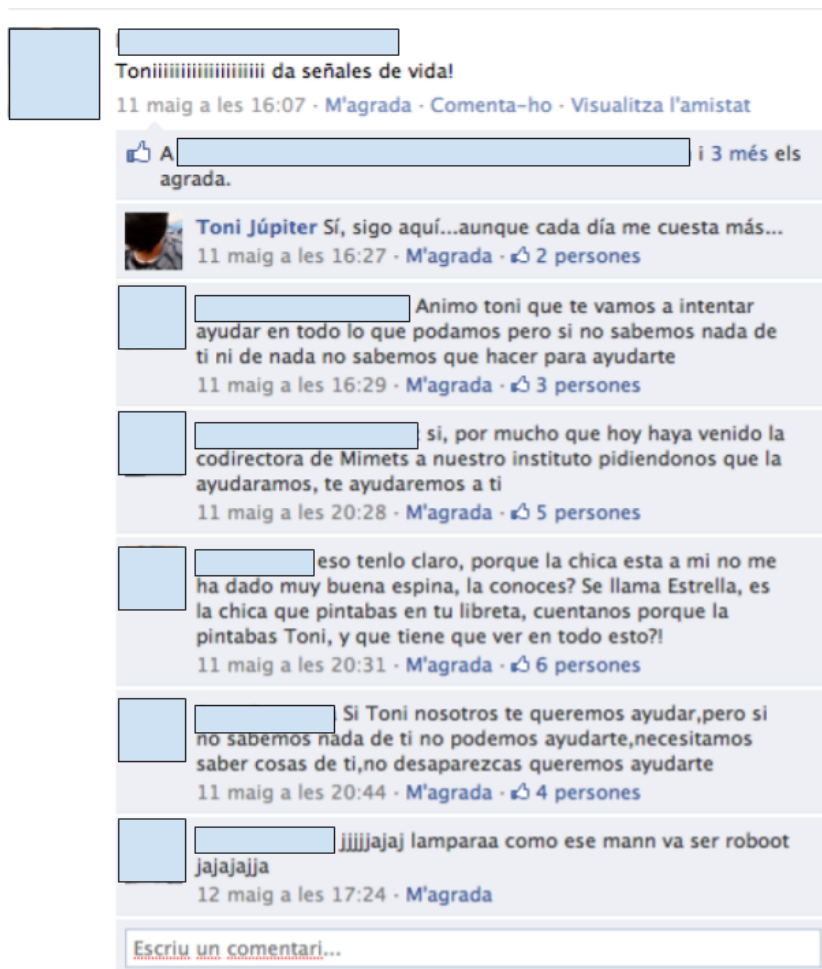 Toniiiiiiiiiiiiiiiiiiiii da señales de vida!
11 maig a les 16:07 · M'agrada · Comenta-ho · Visualitza l'amistat
A i 3 més els
agrada.
Toni Júpiter Sí, sigo aquí...aunque cada día me cuesta más...
11 maig a les 16:27 · M'agrada · 2 persones
Animo toni que te vamos a intentar
ayudar en todo lo que podamos pero si no sabemos nada de
ti ni de nada no sabemos que hacer para ayudarte
11 maig a les 16:29 · M'agrada · 3 persones
si, por mucho que hoy haya venido la
codirectora de Mimets a nuestro instituto pidiendonos que la
ayudaramos, te ayudaremos a ti
11 maig a les 20:28 · M'agrada · 5 persones
eso tenlo claro, porque la chica esta a mi no me
ha dado muy buena espina, la conoces? Se llama Estrella, es
la chica que pintabas en tu libreta, cuentanos porque la
pintabas Toni, y que tiene que ver en todo esto?!
11 maig a les 20:31 · M'agrada · 6 persones
Si Toni nosotros te queremos ayudar,pero si
no sabemos nada de ti no podemos ayudarte,necesitamos
saber cosas de ti,no desaparezcas queremos ayudarte
11 maig a les 20:44 · M'agrada · 4 persones
jjjjjajaj lamparaa como ese mann va ser roboot
jajajajja
12 maig a les 17:24 · M'agrada
Escriu un comentari...